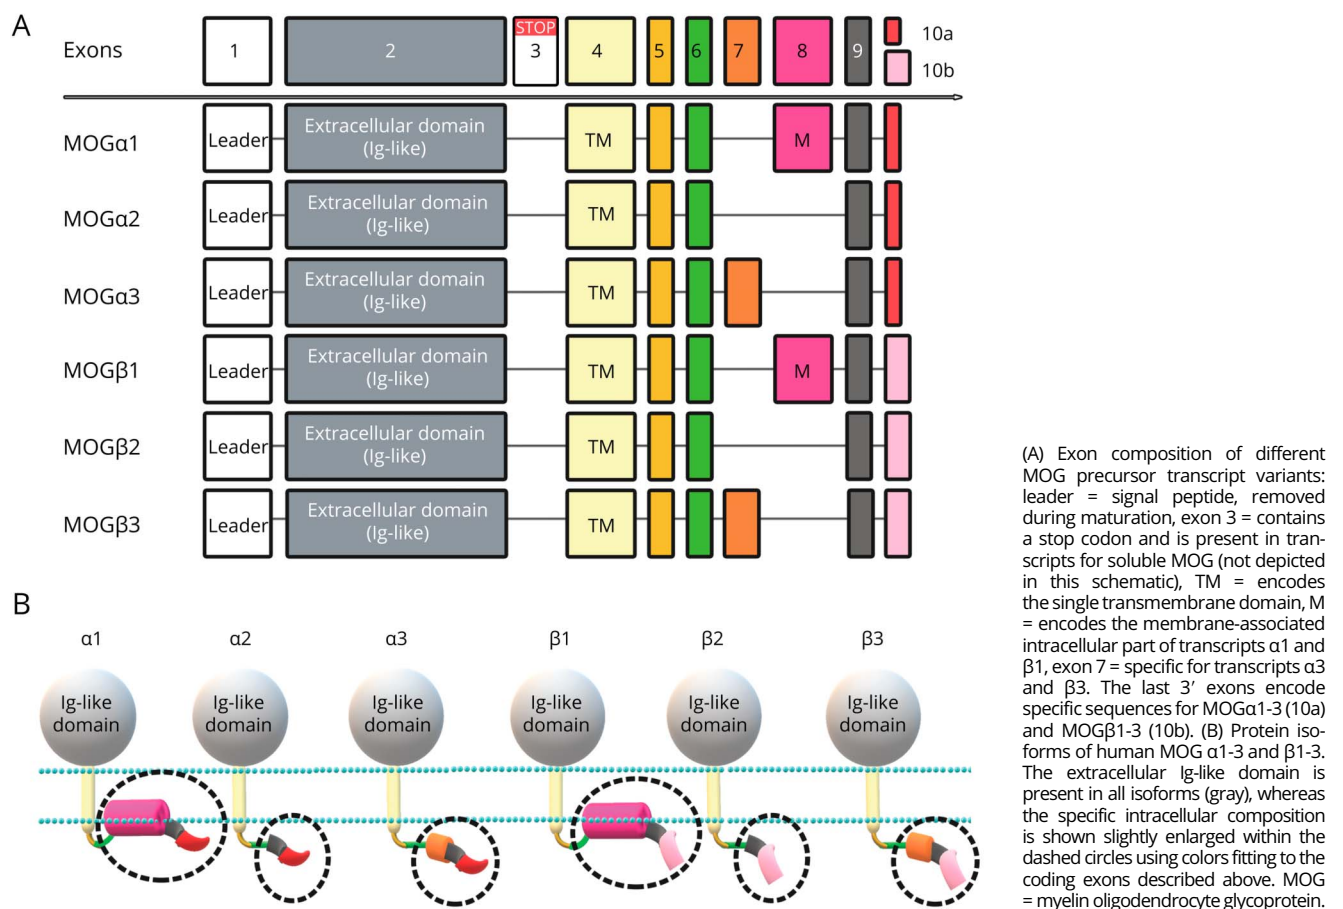 A
Exons
1
2
STOP
3
4
5
6
7
8
9
10a
10b
MOGα1
Leader
Extracellular domain
(Ig-like)
TM
M
MOGα2
Leader
Extracellular domain
(Ig-like)
TM
MOGα3
Leader
Extracellular domain
(Ig-like)
TM
MOGβ1
Leader
Extracellular domain
(Ig-like)
TM
M
MOGβ2
Leader
Extracellular domain
(Ig-like)
TM
MOGβ3
Leader
Extracellular domain
(Ig-like)
TM
B
α1
α2
α3
β1
β2
β3
Ig-like
domain
Ig-like
domain
Ig-like
domain
Ig-like
domain
Ig-like
domain
Ig-like
domain
(A) Exon composition of different
MOG precursor transcript variants:
leader = signal peptide, removed
during maturation, exon 3 = contains
a stop codon and is present in tran-
scripts for soluble MOG (not depicted
in this schematic), TM = encodes
the single transmembrane domain, M
= encodes the membrane-associated
intracellular part of transcripts α1 and
β1, exon 7 = specific for transcripts α3
and β3. The last 3′ exons encode
specific sequences for MOGα1-3 (10a)
and MOGβ1-3 (10b). (B) Protein iso-
forms of human MOG α1-3 and β1-3.
The extracellular Ig-like domain is
present in all isoforms (gray), whereas
the specific intracellular composition
is shown slightly enlarged within the
dashed circles using colors fitting to the
coding exons described above. MOG
= myelin oligodendrocyte glycoprotein.